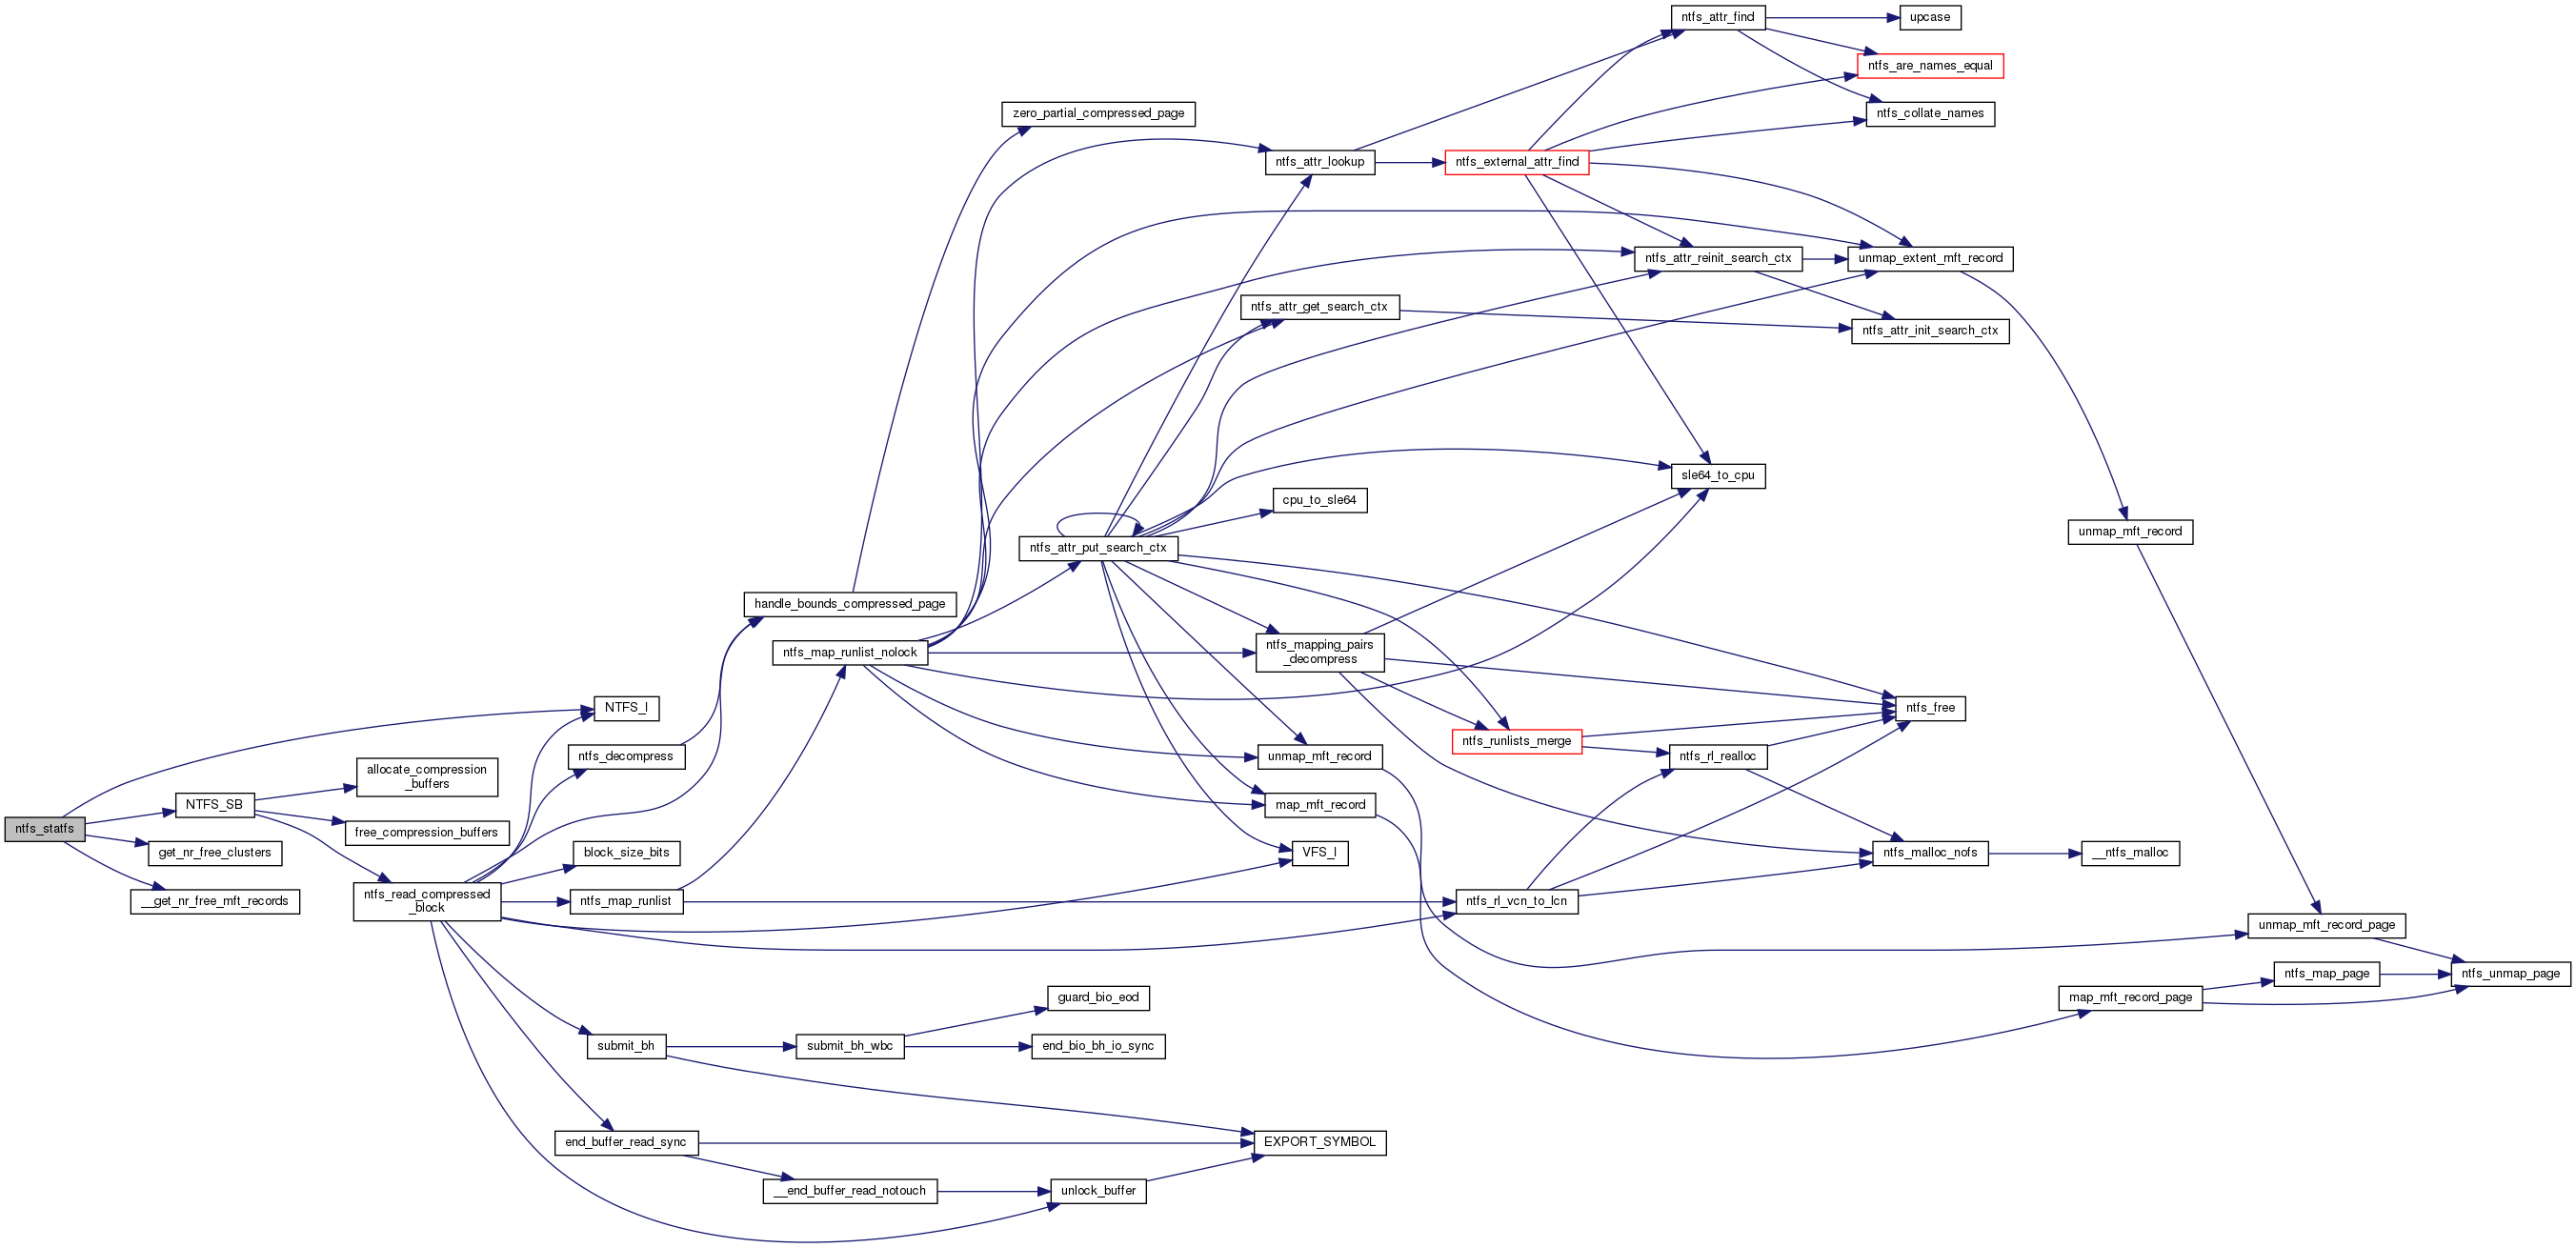 ntfs_statfs
NTFS_I
NTFS_SB
get_nr_free_clusters
__get_nr_free_mft_records
allocate_compression
_buffers
free_compression_buffers
ntfs_read_compressed
_block
ntfs_decompress
block_size_bits
ntfs_map_runlist
submit_bh
end_buffer_read_sync
handle_bounds_compressed_page
ntfs_map_runlist_nolock
submit_bh_wbc
__end_buffer_read_notouch
zero_partial_compressed_page
ntfs_attr_put_search_ctx
guard_bio_eod
end_bio_bh_io_sync
unlock_buffer
ntfs_attr_lookup
ntfs_attr_get_search_ctx
cpu_to_sle64
ntfs_mapping_pairs
_decompress
unmap_mft_record
map_mft_record
VFS_I
EXPORT_SYMBOL
ntfs_external_attr_find
ntfs_runlists_merge
ntfs_rl_vcn_to_lcn
ntfs_attr_find
ntfs_attr_reinit_search_ctx
sle64_to_cpu
ntfs_rl_realloc
upcase
ntfs_are_names_equal
ntfs_collate_names
unmap_extent_mft_record
ntfs_attr_init_search_ctx
ntfs_free
ntfs_malloc_nofs
unmap_mft_record
__ntfs_malloc
map_mft_record_page
unmap_mft_record_page
ntfs_map_page
ntfs_unmap_page